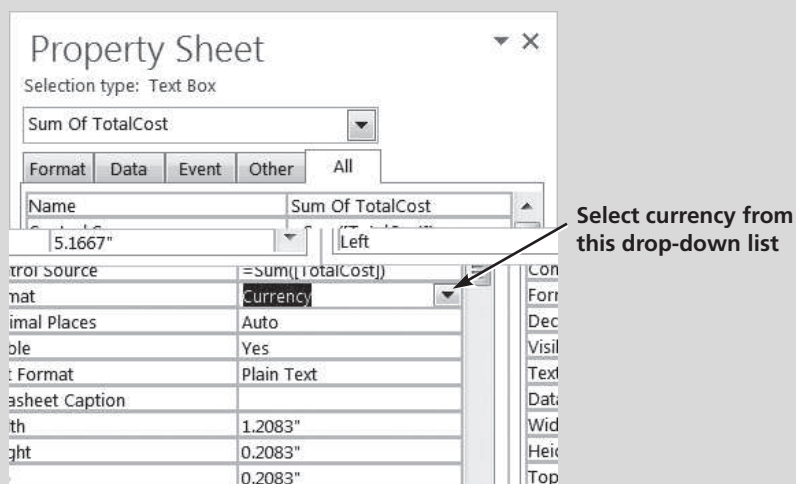 Property Sheet
Selection type: Text Box
Sum Of TotalCost
Format Data Event Other All
Name Sum Of TotalCost
5.1667" Left
trol Source =Sum([TotalCost])
mat Currency
imal Places Auto
ble Yes
t Format Plain Text
asheet Caption
th 1.2083"
ght 0.2083"
0.2083"
Con
Forr
Dec
Visil
Text
Data
Wid
Heig
Top
Select currency from
this drop-down list